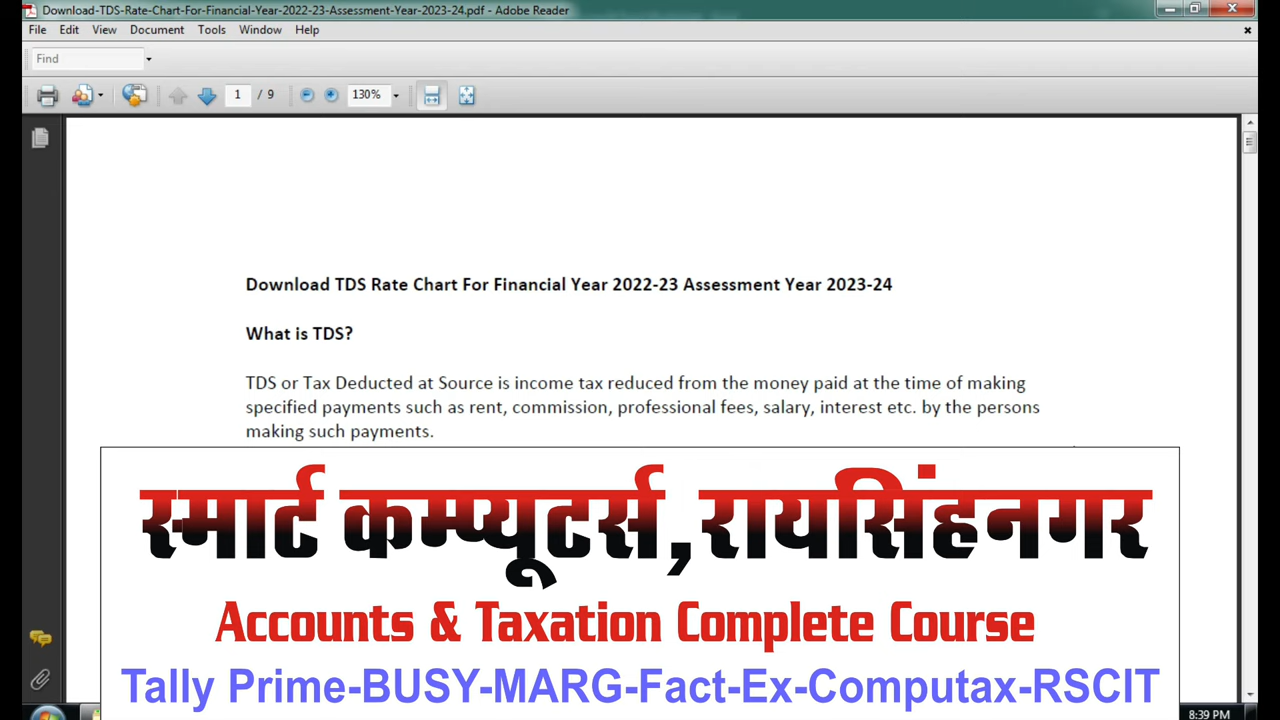 Download-TDS-Rate-Chart-For-Financial-Year-2022-23-Assessment-Year-2023-24.pdf - Adobe Reader
File Edit View Document Tools Window Help
Find
1 / 9 130%
Download TDS Rate Chart For Financial Year 2022-23 Assessment Year 2023-24
What is TDS?
TDS or Tax Deducted at Source is income tax reduced from the money paid at the time of making
specified payments such as rent, commission, professional fees, salary, interest etc. by the persons
making such payments.
स्मार्ट कम्प्यूटर्स,रायसिंहनगर
Accounts & Taxation Complete Course
Tally Prime-BUSY-MARG-Fact-Ex-Computax-RSCIT
8:39 PM